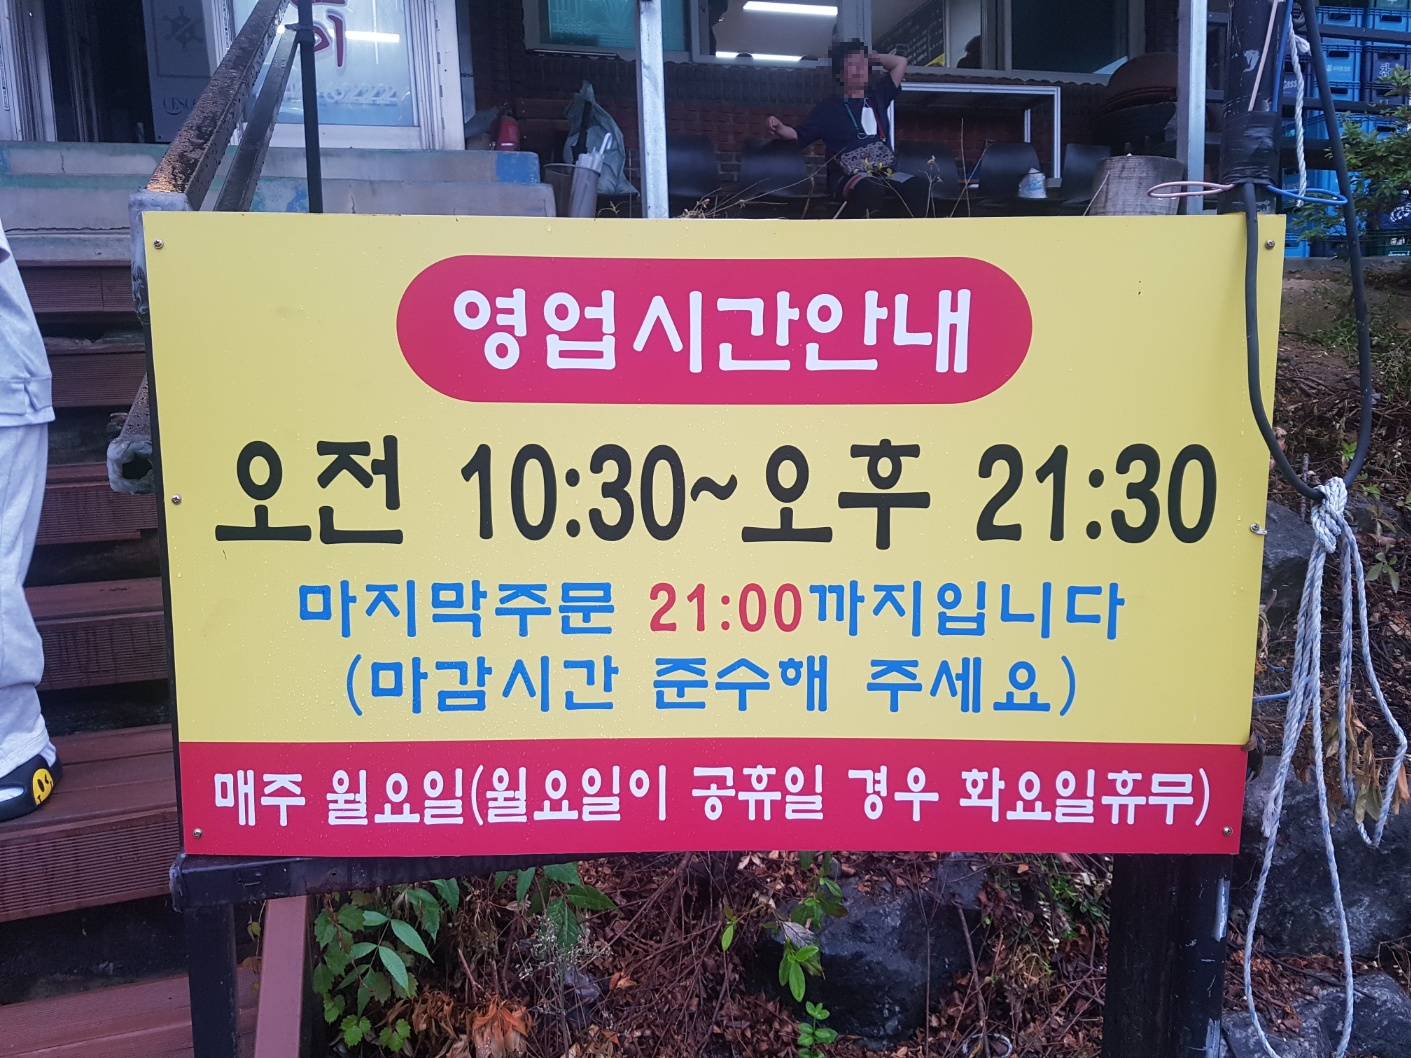 영업시간안내
오전 10:30~오후 21:30
마지막주문 21:00까지입니다
(마감시간 준수해 주세요)
매주 월요일(월요일이 공휴일 경우 화요일휴무)